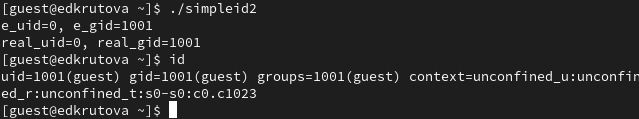 [guest@edkrutova ~]$ ./simpleid2
e_uid=0, e_gid=1001
real_uid=0, real_gid=1001
[guest@edkrutova ~]$ id
uid=1001(guest) gid=1001(guest) groups=1001(guest) context=unconfined_u:unconfin
ed_r:unconfined_t:s0-s0:c0.c1023
[guest@edkrutova ~]$